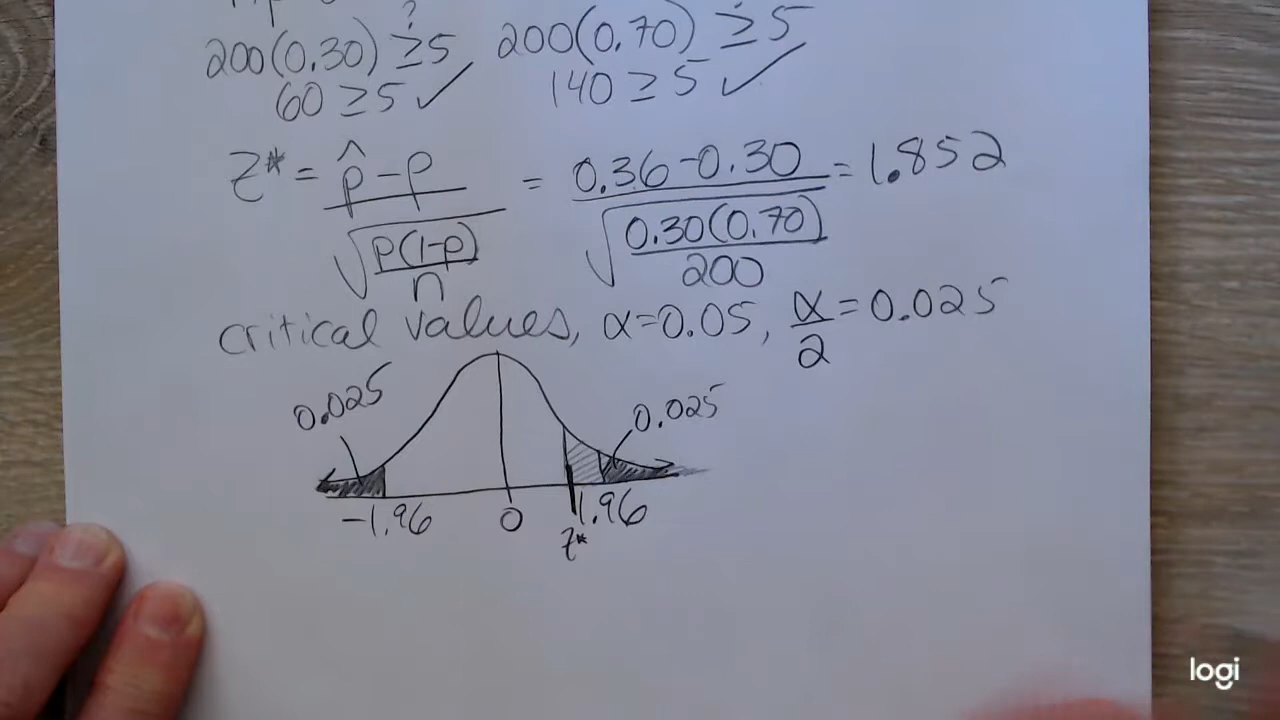 ?
200(0.30) ≥ 5 200(0.70) ≥ 5
60 ≥ 5 ✓ 140 ≥ 5 ✓
Z* = p̂ - p / √(p(1-p)/n) = 0.36 - 0.30 / √(0.30(0.70)/200) = 1.852
critical values, α=0.05, α/2 = 0.025
0.025 0.025
-1.96 0 1.96
Z*
logi